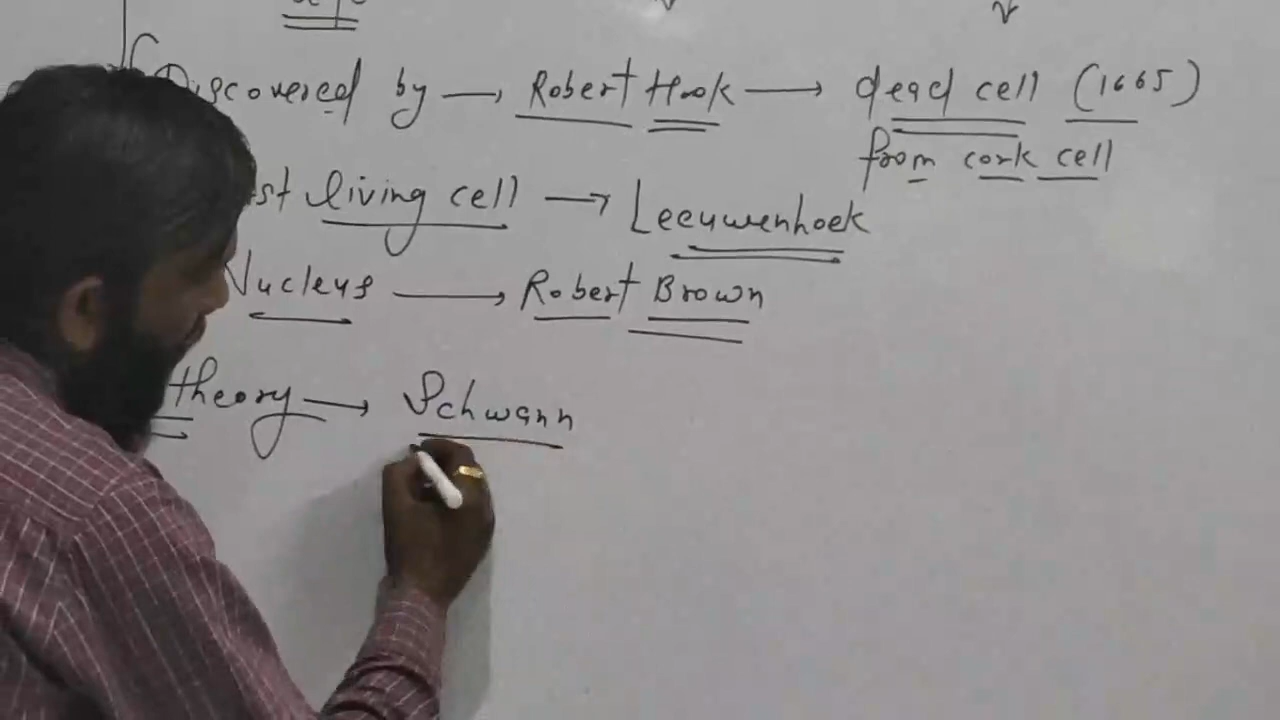 Discovered by → Robert Hook → dead cell (1665)
from cork cell
living cell → Leeuwenhoek
Nucleus → Robert Brown
theory → Schwann